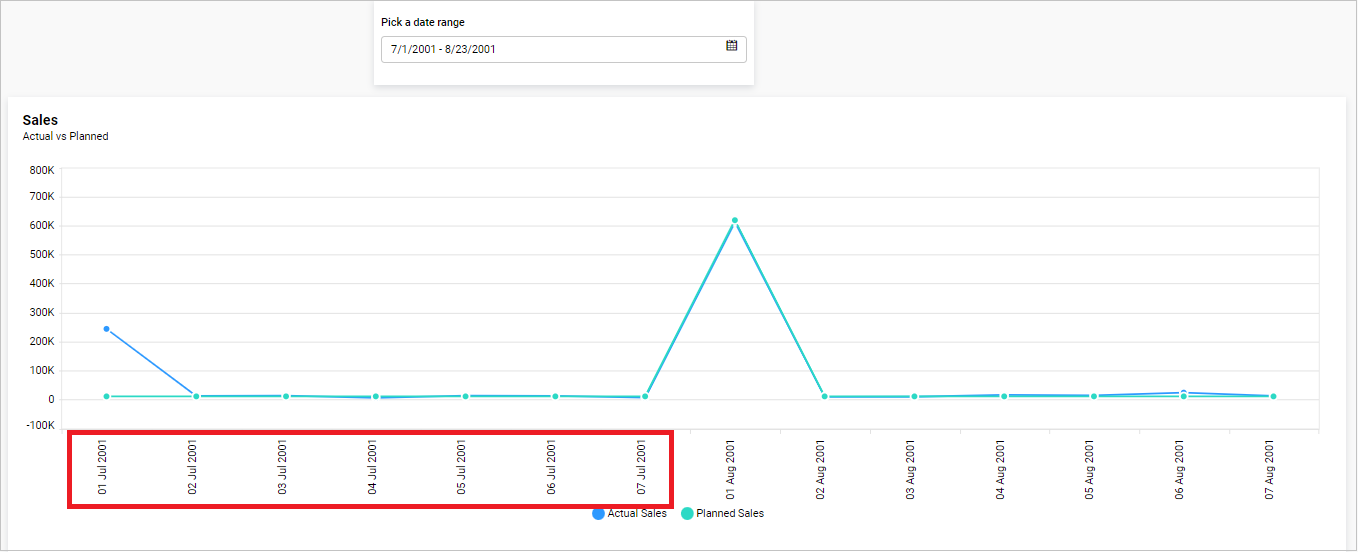 Pick a date range
7/1/2001 - 8/23/2001
Sales
Actual vs Planned
800K
700K
600K
500K
400K
300K
200K
100K
0
-100K
01 Jul 2001
02 Jul 2001
03 Jul 2001
04 Jul 2001
05 Jul 2001
06 Jul 2001
07 Jul 2001
01 Aug 2001
02 Aug 2001
03 Aug 2001
04 Aug 2001
05 Aug 2001
06 Aug 2001
07 Aug 2001
Actual Sales
Planned Sales